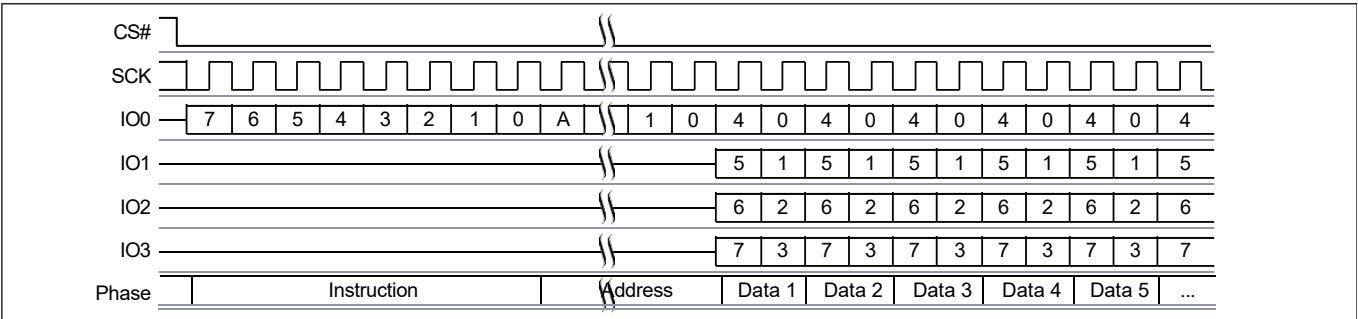 CS#
SCK
IO0 7 6 5 4 3 2 1 0 A 1 0 4 0 4 0 4 0 4 0 4 0 4
IO1 5 1 5 1 5 1 5 1 5 1 5
IO2 6 2 6 2 6 2 6 2 6 2 6
IO3 7 3 7 3 7 3 7 3 7 3 7
Phase Instruction Address Data 1 Data 2 Data 3 Data 4 Data 5 ...